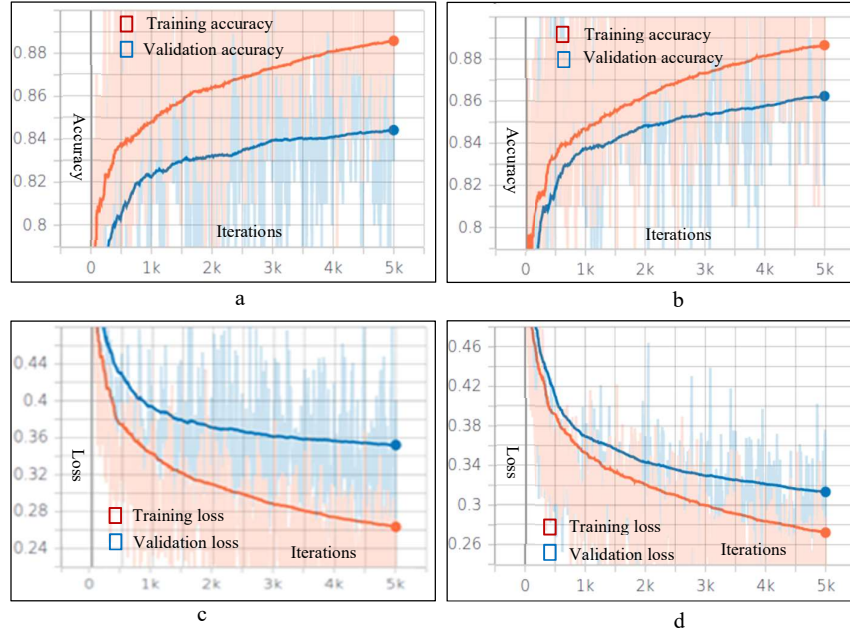 Training accuracy
Validation accuracy
0.88
0.86
0.84
0.82
0.8
Accuracy
Iterations
0 1k 2k 3k 4k 5k
a
Training accuracy
Validation accuracy
0.88
0.86
0.84
0.82
0.8
Accuracy
Iterations
0 1k 2k 3k 4k 5k
b
0.44
0.4
0.36
0.32
0.28
0.24
Loss
Training loss
Validation loss
Iterations
0 1k 2k 3k 4k 5k
c
0.46
0.42
0.38
0.34
0.3
0.26
Loss
Training loss
Validation loss
Iterations
0 1k 2k 3k 4k 5k
d